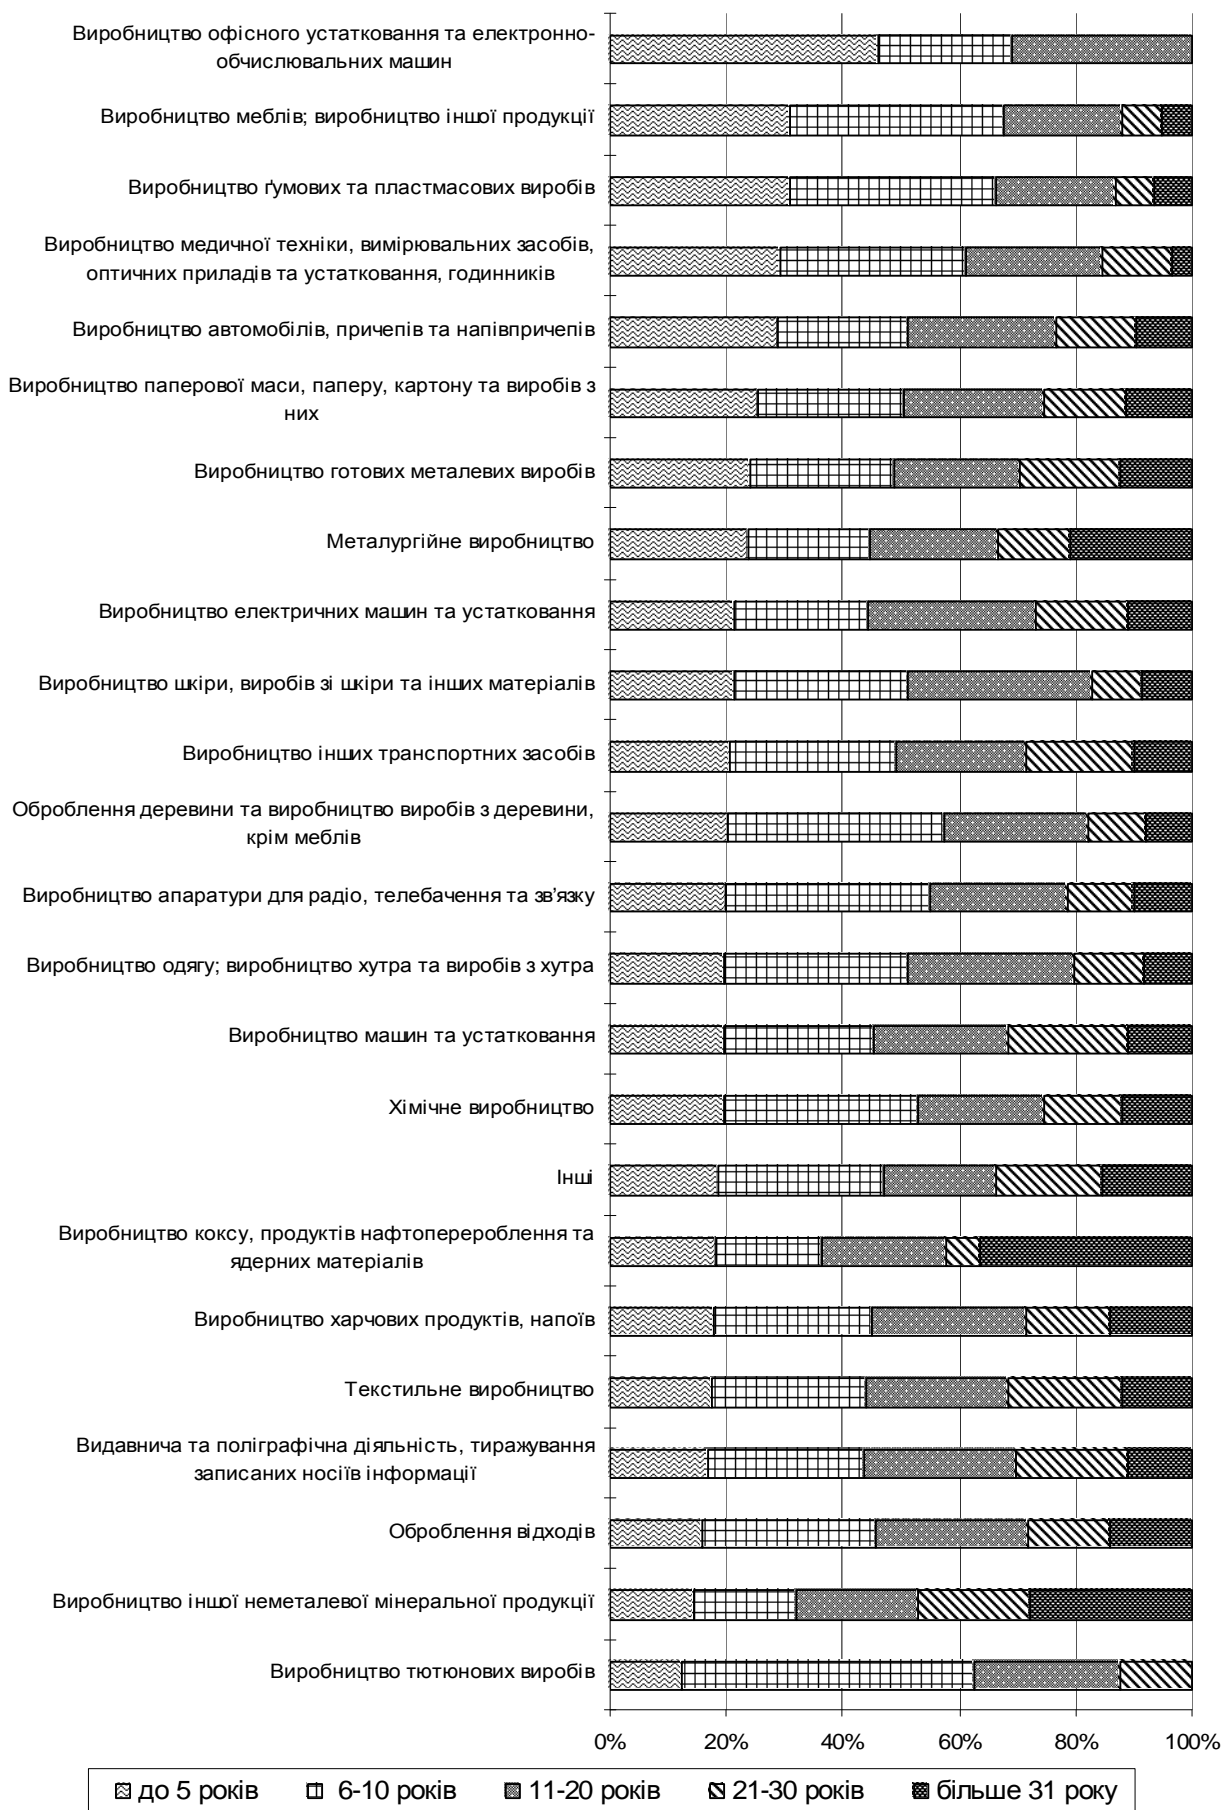 Виробництво офісного устатковання та електронно-
обчислювальних машин
Виробництво меблів; виробництво іншої продукції
Виробництво ґумових та пластмасових виробів
Виробництво медичної техніки, вимірювальних засобів,
оптичних приладів та устатковання, годинників
Виробництво автомобілів, причепів та напівпричепів
Виробництво паперової маси, паперу, картону та виробів з
них
Виробництво готових металевих виробів
Металургійне виробництво
Виробництво електричних машин та устатковання
Виробництво шкіри, виробів зі шкіри та інших матеріалів
Виробництво інших транспортних засобів
Оброблення деревини та виробництво виробів з деревини,
крім меблів
Виробництво апаратури для радіо, телебачення та зв'язку
Виробництво одягу; виробництво хутра та виробів з хутра
Виробництво машин та устатковання
Хімічне виробництво
Інші
Виробництво коксу, продуктів нафтоперероблення та
ядерних матеріалів
Виробництво харчових продуктів, напоїв
Текстильне виробництво
Видавнича та поліграфічна діяльність, тиражування
записаних носіїв інформації
Оброблення відходів
Виробництво іншої неметалевої мінеральної продукції
Виробництво тютюнових виробів
0% 20% 40% 60% 80% 100%
до 5 років 6-10 років 11-20 років 21-30 років більше 31 року